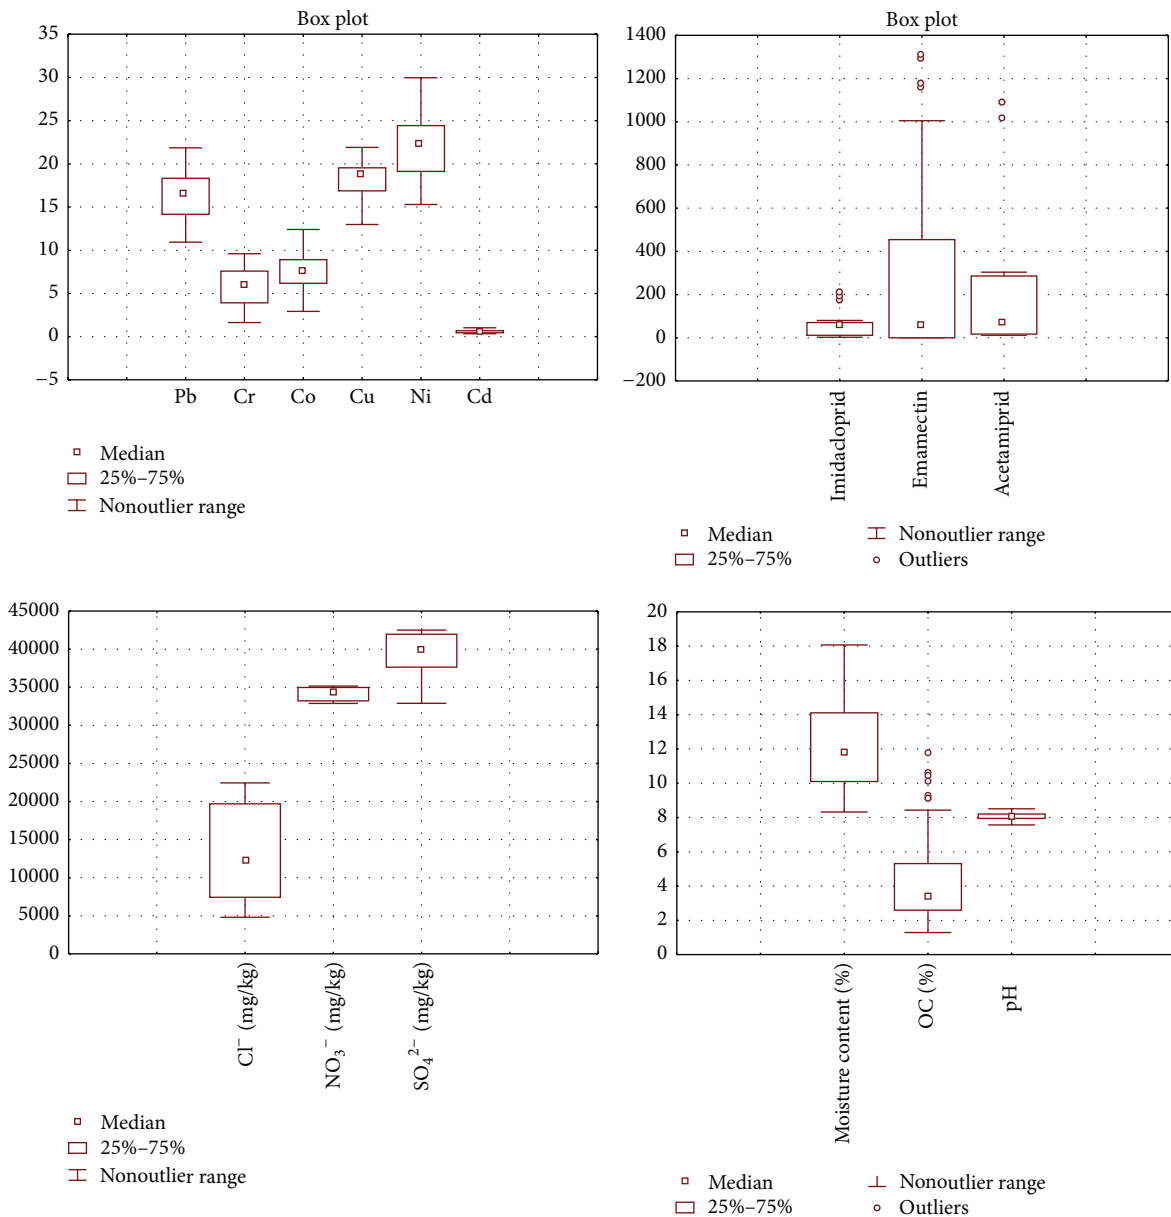 Box plot
35
30
25
20
15
10
5
0
−5
Pb Cr Co Cu Ni Cd
Median
25%–75%
Nonoutlier range
Box plot
1400
1200
1000
800
600
400
200
0
−200
Imidacloprid
Emamectin
Acetamiprid
Median
25%–75%
Nonoutlier range
Outliers
45000
40000
35000
30000
25000
20000
15000
10000
5000
0
Cl⁻ (mg/kg)
NO₃⁻ (mg/kg)
SO₄²⁻ (mg/kg)
Median
25%–75%
Nonoutlier range
20
18
16
14
12
10
8
6
4
2
0
Moisture content (%)
OC (%)
pH
Median
25%–75%
Nonoutlier range
Outliers